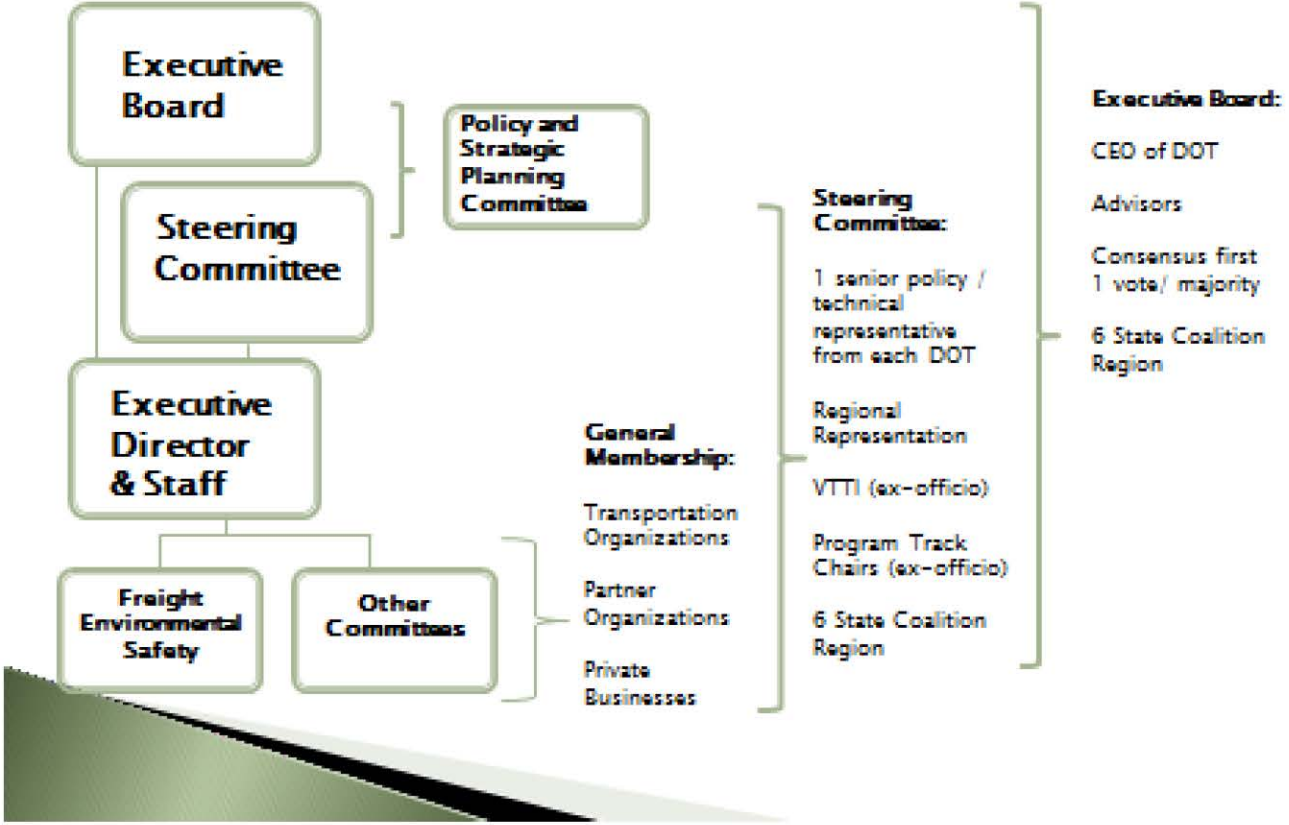 Executive
Board
Policy and
Strategic
Planning
Committee
Steering
Committee
Executive
Director
& Staff
Freight
Environmental
Safety
Other
Committees
General
Membership:
Transportation
Organizations
Partner
Organizations
Private
Businesses
Steering
Committee:
1 senior policy /
technical
representative
from each DOT
Regional
Representation
VTTI (ex-officio)
Program Track
Chairs (ex-officio)
6 State Coalition
Region
Executive Board:
CEO of DOT
Advisors
Consensus first
1 vote/ majority
6 State Coalition
Region